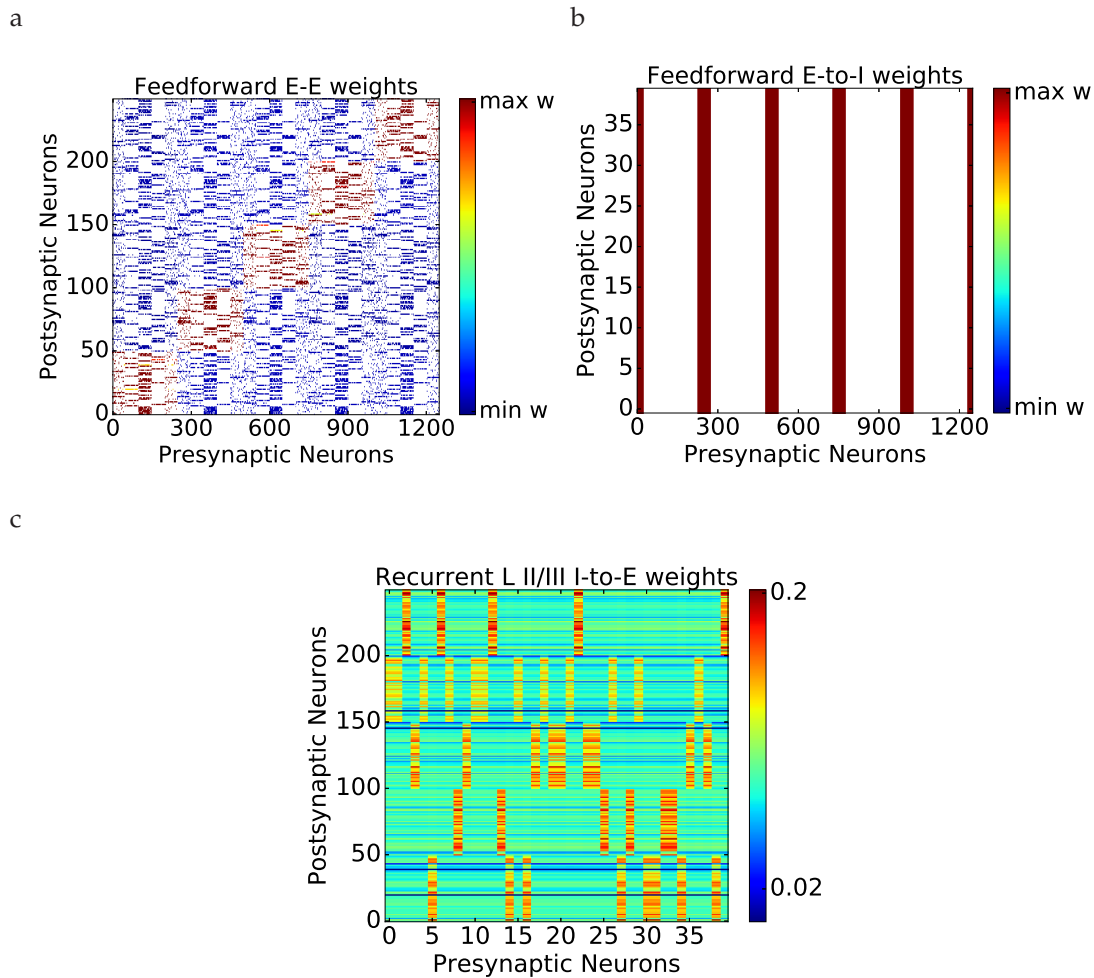 a
b
Feedforward E-E weights
Feedforward E-to-I weights
Postsynaptic Neurons
200
150
100
50
0
0 300 600 900 1200
Presynaptic Neurons
max w
min w
Postsynaptic Neurons
35
30
25
20
15
10
5
0
0 300 600 900 1200
Presynaptic Neurons
max w
min w
c
Recurrent L II/III I-to-E weights
Postsynaptic Neurons
200
150
100
50
0
0 5 10 15 20 25 30 35
Presynaptic Neurons
0.2
0.02